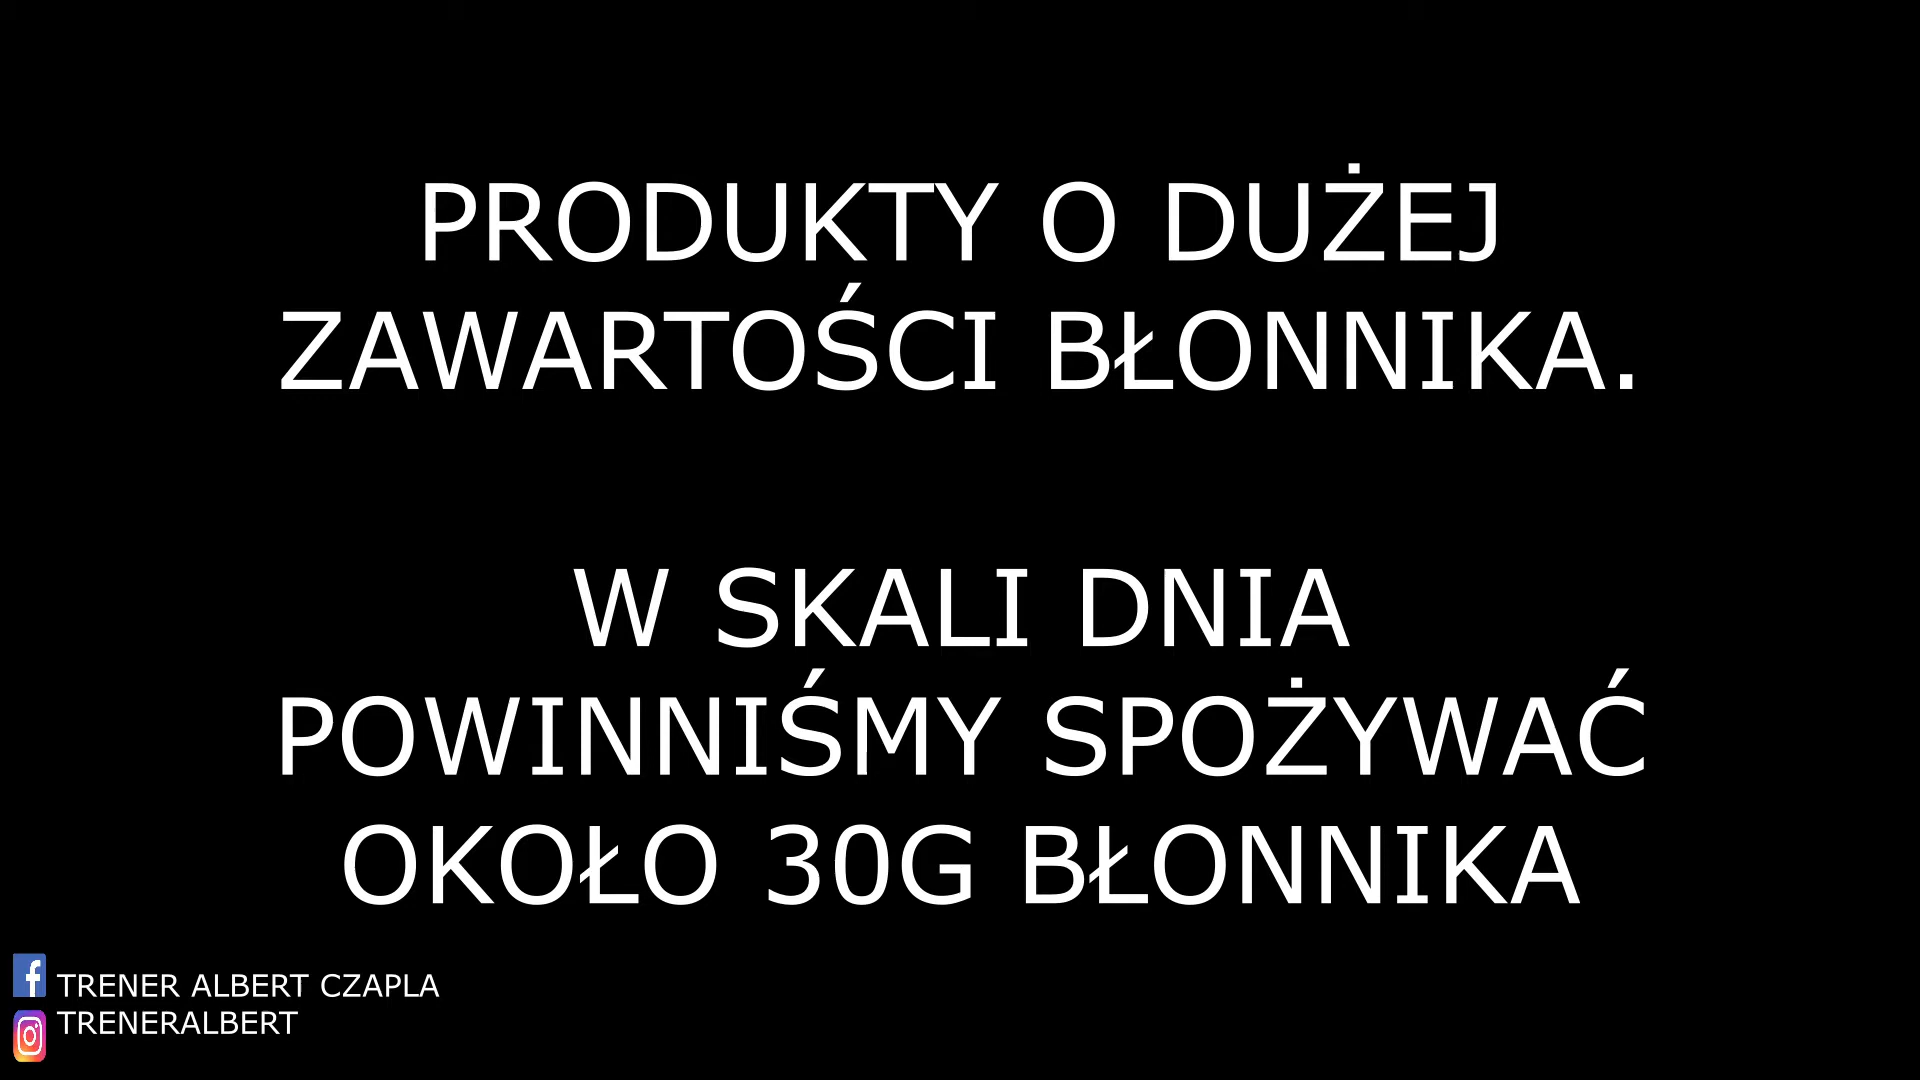 PRODUKTY O DUŻEJ
ZAWARTOŚCI BŁONNIKA.
W SKALI DNIA
POWINNIŚMY SPOŻYWAĆ
OKOŁO 30G BŁONNIKA
TRENER ALBERT CZAPLA
TRENERALBERT